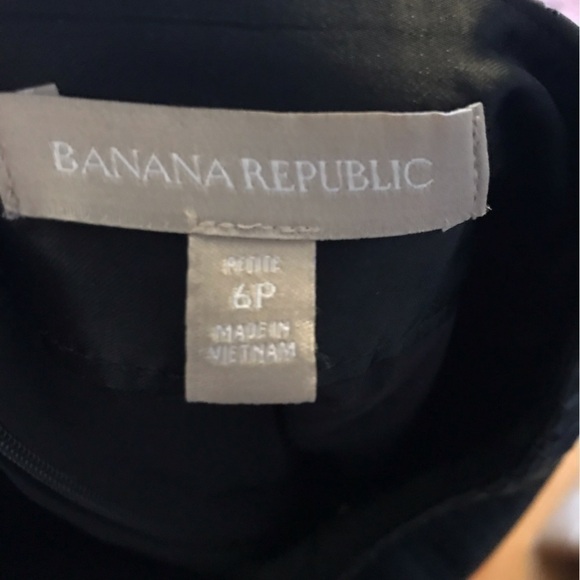 BANANA REPUBLIC
PETITE
6P
MADE IN
VIETNAM